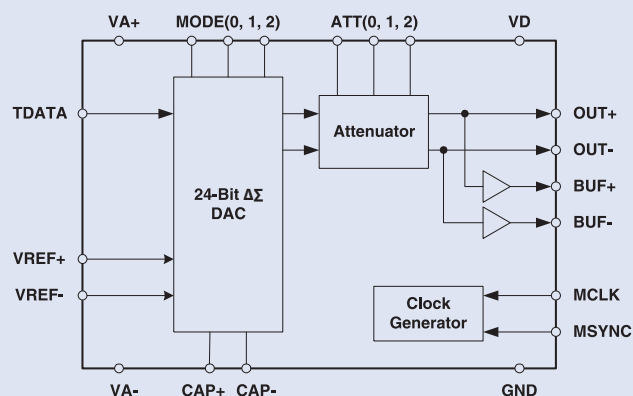 VA+ MODE(0, 1, 2) ATT(0, 1, 2) VD
TDATA
OUT+
Attenuator
OUT-
BUF+
24-Bit ΔΣ
DAC
BUF-
VREF+
VREF-
Clock
Generator
MCLK
MSYNC
VA- CAP+ CAP- GND